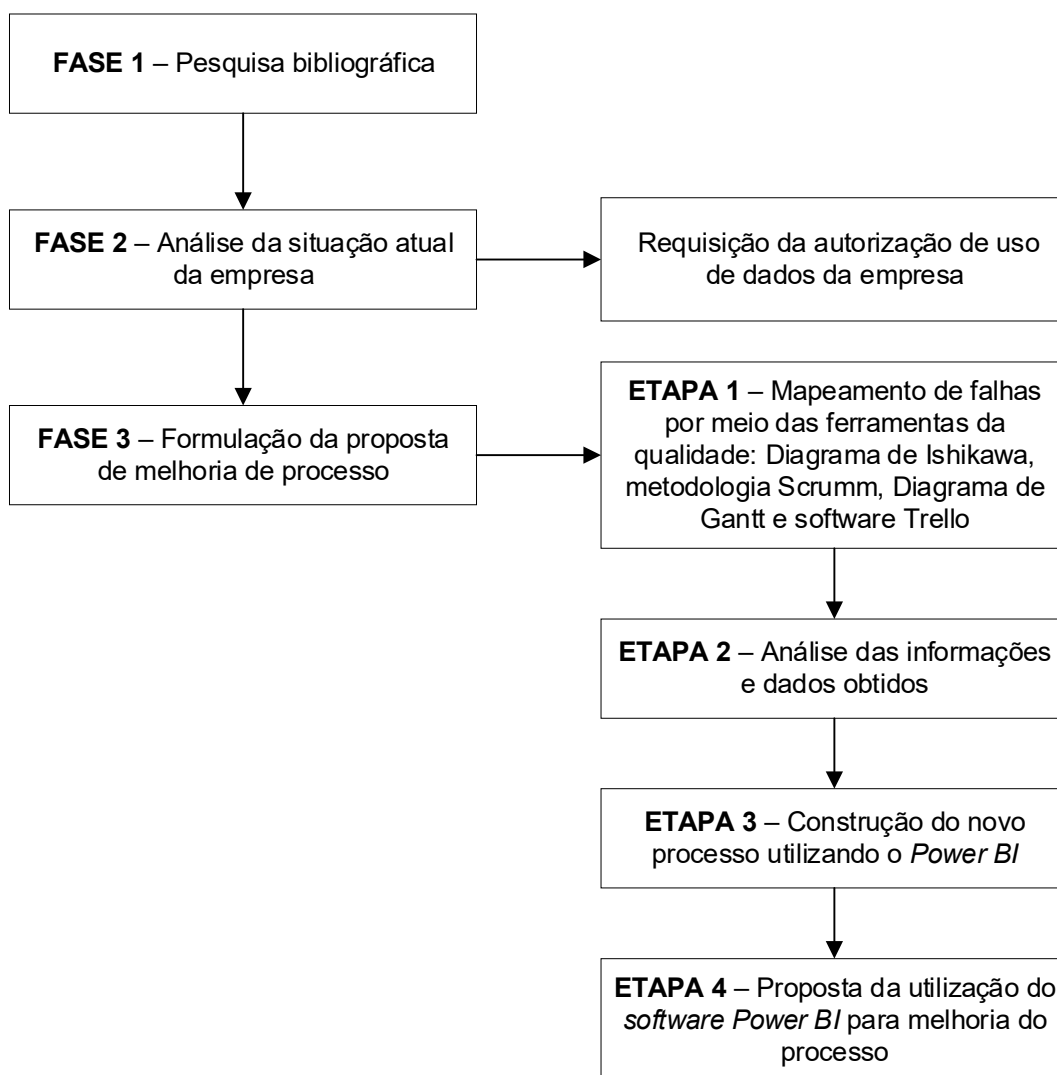 FASE 1 – Pesquisa bibliográfica
FASE 2 – Análise da situação atual
da empresa
Requisição da autorização de uso
de dados da empresa
FASE 3 – Formulação da proposta
de melhoria de processo
ETAPA 1 – Mapeamento de falhas
por meio das ferramentas da
qualidade: Diagrama de Ishikawa,
metodologia Scrumm, Diagrama de
Gantt e software Trello
ETAPA 2 – Análise das informações
e dados obtidos
ETAPA 3 – Construção do novo
processo utilizando o Power BI
ETAPA 4 – Proposta da utilização do
software Power BI para melhoria do
processo